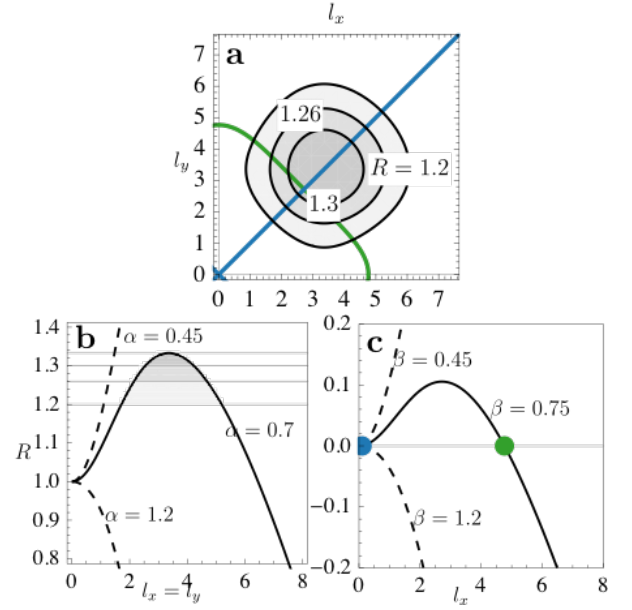 l_x
a
7
6
5
4
3
2
1
0
l_y
1.26
R = 1.2
1.3
0 1 2 3 4 5 6 7
b
1.4
1.3
1.2
1.1
1.0
0.9
0.8
R
α = 0.45
α = 0.7
α = 1.2
0 2 4 6 8
l_x = l_y
c
0.2
0.1
0.0
−0.1
−0.2
β = 0.45
β = 0.75
β = 1.2
0 2 4 6 8
l_x